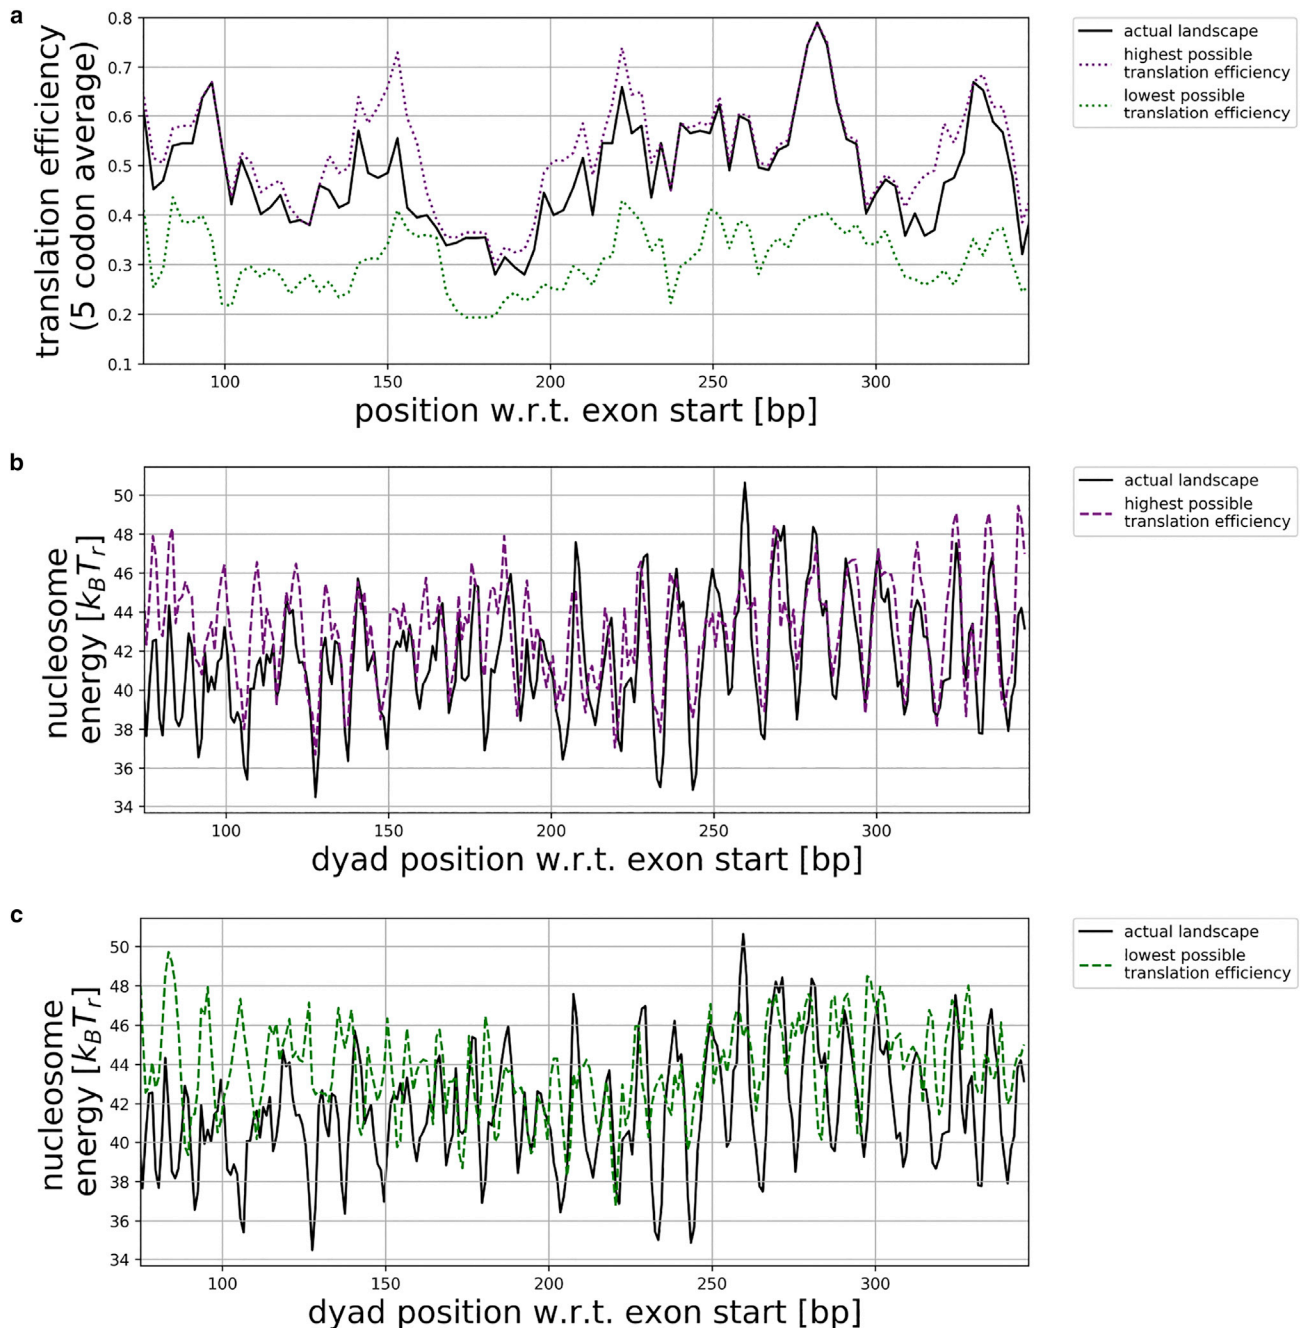 a
0.8
0.7
0.6
0.5
0.4
0.3
0.2
0.1
translation efficiency
(5 codon average)
100
150
200
250
300
position w.r.t. exon start [bp]
actual landscape
highest possible
translation efficiency
lowest possible
translation efficiency
b
50
48
46
44
42
40
38
36
34
nucleosome
energy [k_BT_r]
100
150
200
250
300
dyad position w.r.t. exon start [bp]
actual landscape
highest possible
translation efficiency
c
50
48
46
44
42
40
38
36
34
nucleosome
energy [k_BT_r]
100
150
200
250
300
dyad position w.r.t. exon start [bp]
actual landscape
lowest possible
translation efficiency